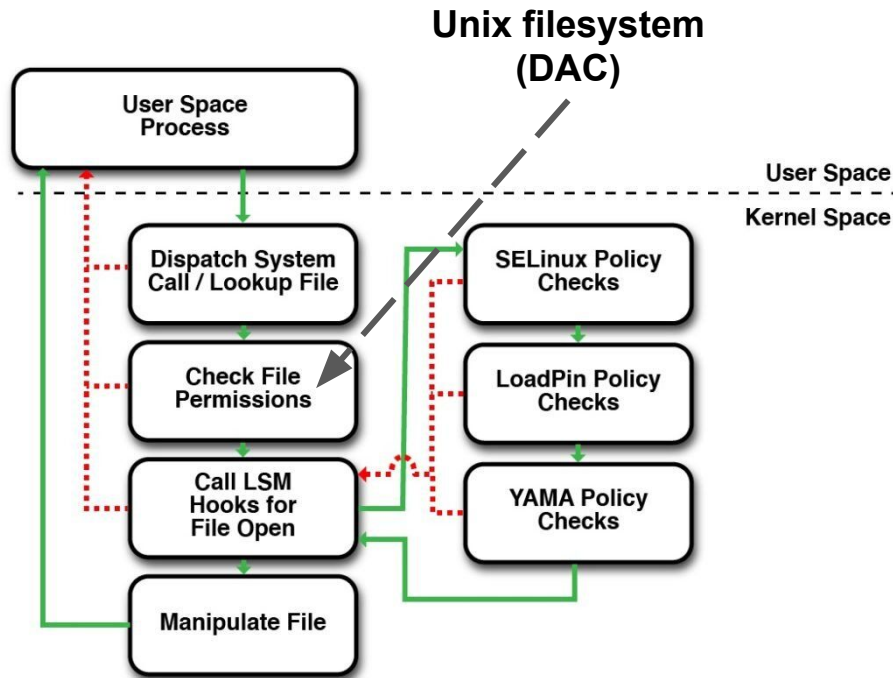 Unix filesystem
(DAC)
User Space
Process
User Space
Kernel Space
Dispatch System
Call / Lookup File
Check File
Permissions
Call LSM
Hooks for
File Open
Manipulate File
SELinux Policy
Checks
LoadPin Policy
Checks
YAMA Policy
Checks